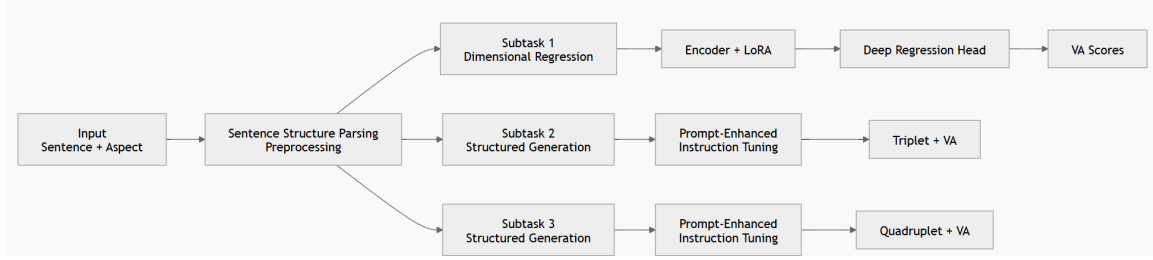 Input
Sentence + Aspect
Sentence Structure Parsing
Preprocessing
Subtask 1
Dimensional Regression
Encoder + LoRA
Deep Regression Head
VA Scores
Subtask 2
Structured Generation
Prompt-Enhanced
Instruction Tuning
Triplet + VA
Subtask 3
Structured Generation
Prompt-Enhanced
Instruction Tuning
Quadruplet + VA